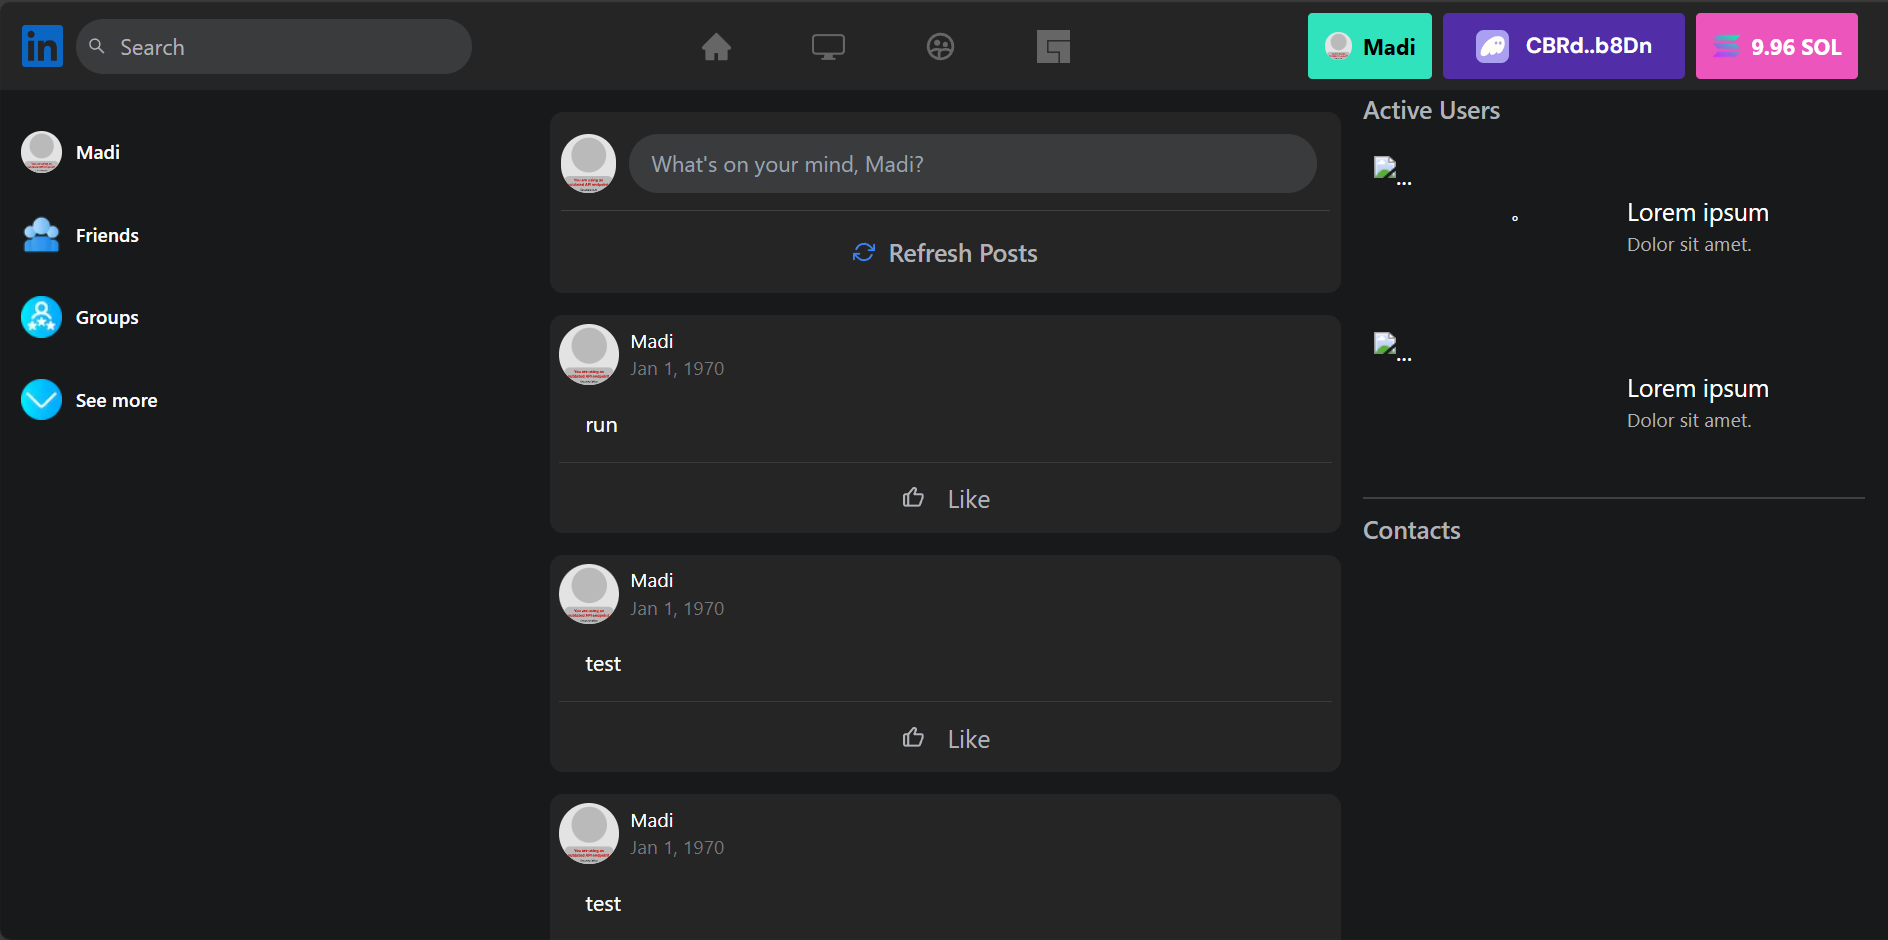 in
Search
Madi
CBRd..b8Dn
9.96 SOL
Madi
Friends
Groups
See more
What's on your mind, Madi?
Refresh Posts
Madi
Jan 1, 1970
run
Like
Madi
Jan 1, 1970
test
Like
Madi
Jan 1, 1970
test
Active Users
...
Lorem ipsum
Dolor sit amet.
...
Lorem ipsum
Dolor sit amet.
Contacts